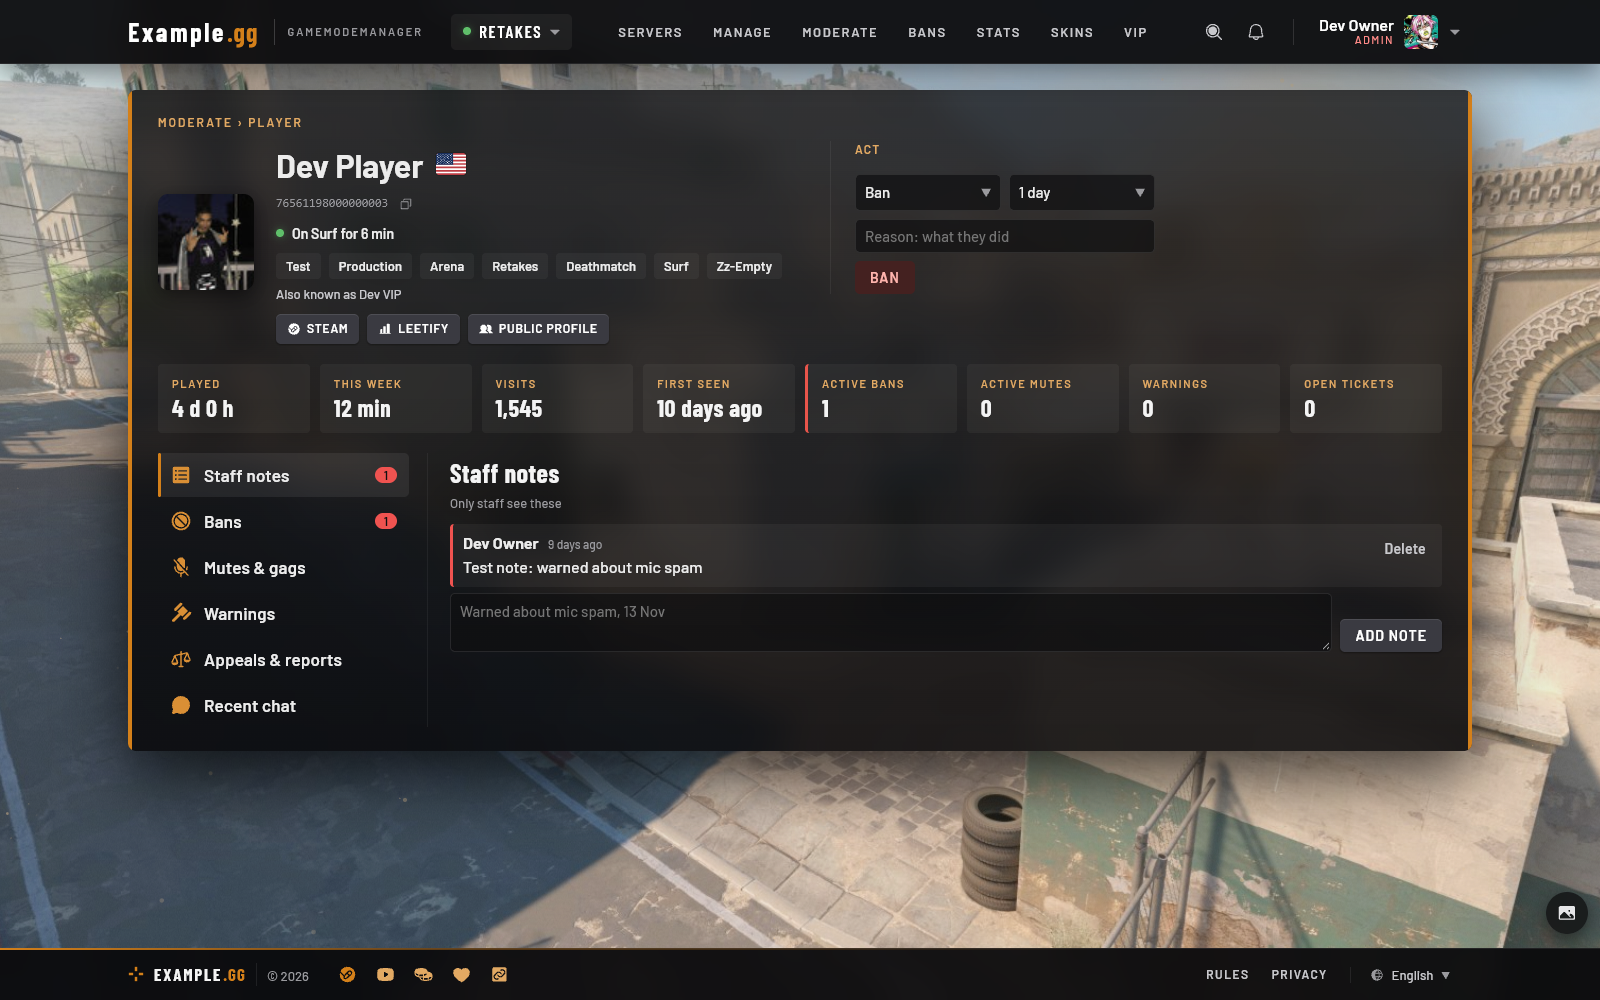 Example.gg
GAMEMODEMANAGER
RETAKES
SERVERS
MANAGE
MODERATE
BANS
STATS
SKINS
VIP
Dev Owner
ADMIN
MODERATE › PLAYER
Dev Player
76561198000000003
On Surf for 6 min
Test
Production
Arena
Retakes
Deathmatch
Surf
Zz-Empty
Also known as Dev VIP
STEAM
LEETIFY
PUBLIC PROFILE
ACT
Ban
1 day
Reason: what they did
BAN
PLAYED
4 d 0 h
THIS WEEK
12 min
VISITS
1,545
FIRST SEEN
10 days ago
ACTIVE BANS
1
ACTIVE MUTES
0
WARNINGS
0
OPEN TICKETS
0
Staff notes
1
Bans
1
Mutes & gags
Warnings
Appeals & reports
Recent chat
Staff notes
Only staff see these
Dev Owner 9 days ago
Test note: warned about mic spam
Delete
Warned about mic spam, 13 Nov
ADD NOTE
EXAMPLE.GG
© 2026
RULES
PRIVACY
English